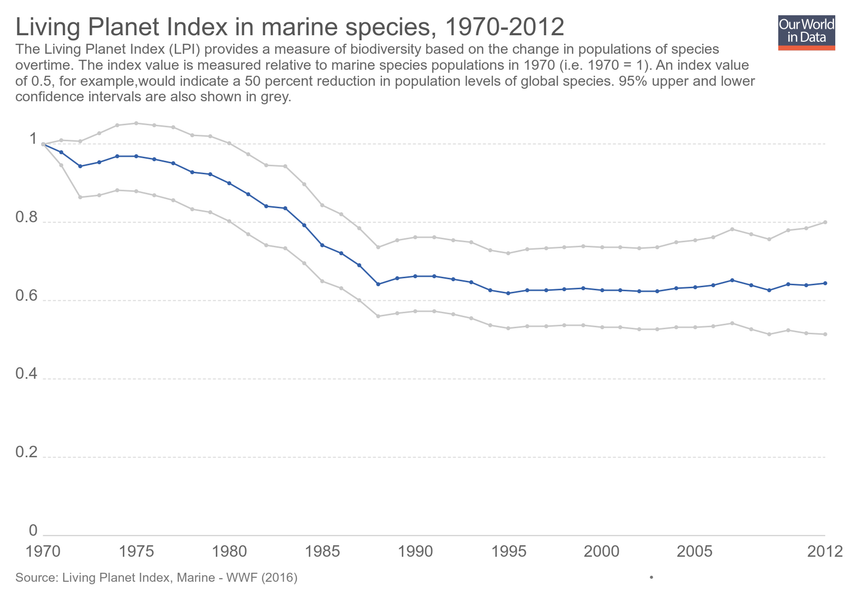 Living Planet Index in marine species, 1970-2012
Our World
in Data
The Living Planet Index (LPI) provides a measure of biodiversity based on the change in populations of species
overtime. The index value is measured relative to marine species populations in 1970 (i.e. 1970 = 1). An index value
of 0.5, for example,would indicate a 50 percent reduction in population levels of global species. 95% upper and lower
confidence intervals are also shown in grey.
1
0.8
0.6
0.4
0.2
0
1970 1975 1980 1985 1990 1995 2000 2005 2012
Source: Living Planet Index, Marine - WWF (2016)